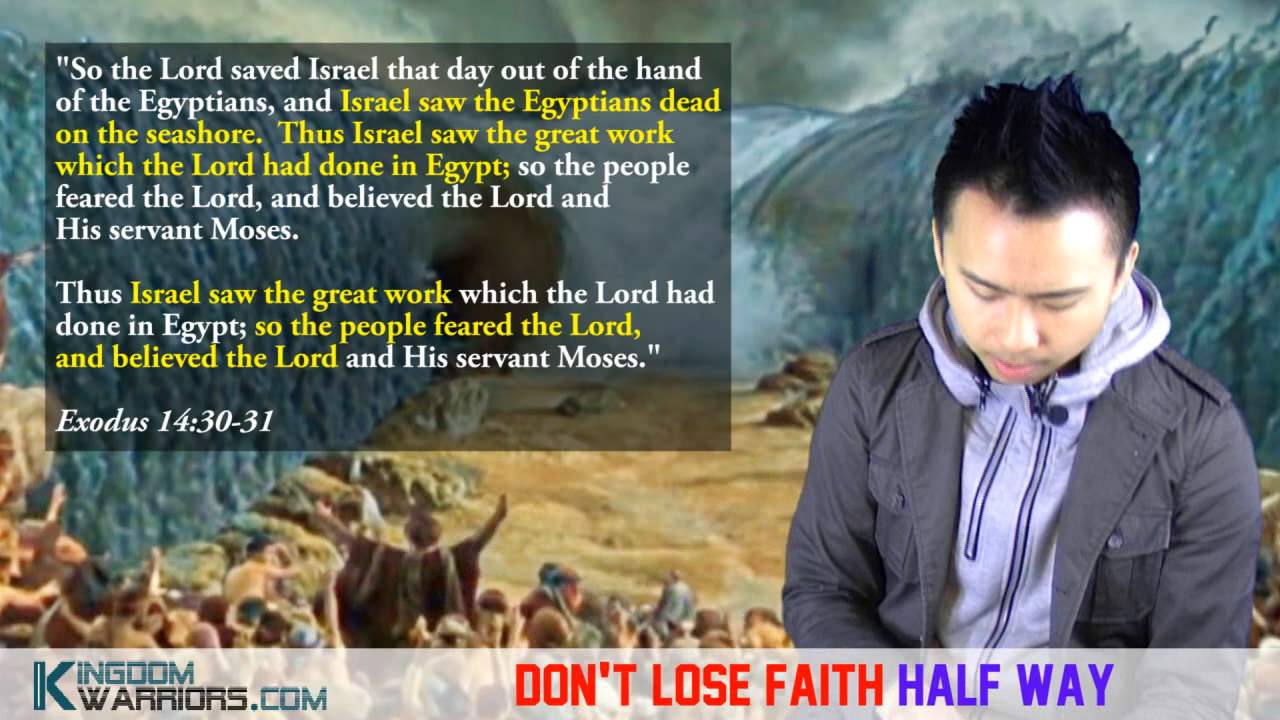 "So the Lord saved Israel that day out of the hand
of the Egyptians, and Israel saw the Egyptians dead
on the seashore.  Thus Israel saw the great work
which the Lord had done in Egypt; so the people
feared the Lord, and believed the Lord and
His servant Moses.
Thus Israel saw the great work which the Lord had
done in Egypt; so the people feared the Lord,
and believed the Lord and His servant Moses."
Exodus 14:30-31
KINGDOM
WARRIORS.COM
DON'T LOSE FAITH HALF WAY